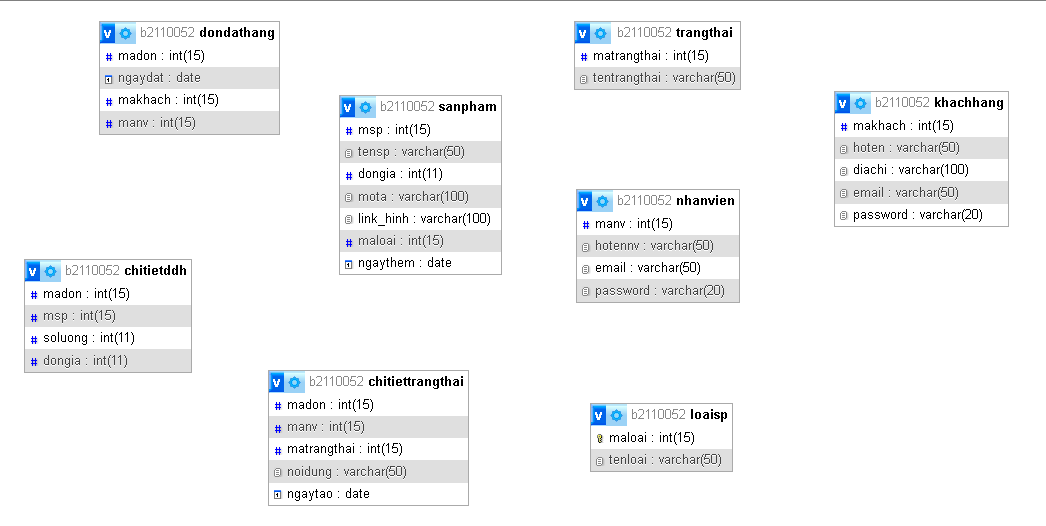 b2110052 dondathang
madon : int(15)
ngaydat : date
makhach : int(15)
manv : int(15)
b2110052 sanpham
msp : int(15)
tensp : varchar(50)
dongia : int(11)
mota : varchar(100)
link_hinh : varchar(100)
maloai : int(15)
ngaythem : date
b2110052 trangthai
matrangthai : int(15)
tentrangthai : varchar(50)
b2110052 khachhang
makhach : int(15)
hoten : varchar(50)
diachi : varchar(100)
email : varchar(50)
password : varchar(20)
b2110052 nhanvien
manv : int(15)
hotennv : varchar(50)
email : varchar(50)
password : varchar(20)
b2110052 chitietddh
madon : int(15)
msp : int(15)
soluong : int(11)
dongia : int(11)
b2110052 chitiettrangthai
madon : int(15)
manv : int(15)
matrangthai : int(15)
noidung : varchar(50)
ngaytao : date
b2110052 loaisp
maloai : int(15)
tenloai : varchar(50)